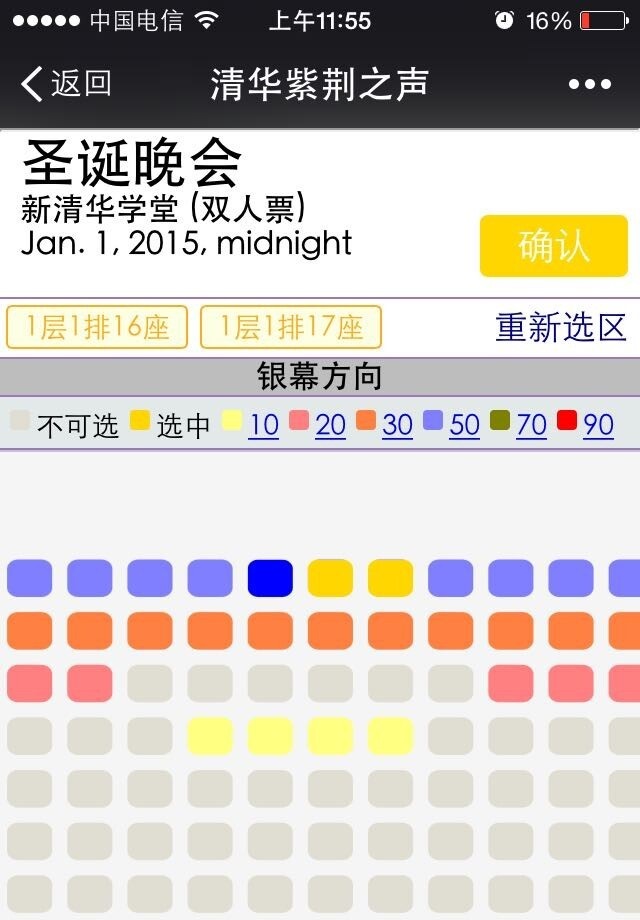 中国电信 上午11:55 16%
返回 清华紫荆之声
圣诞晚会
新清华学堂 (双人票)
Jan. 1, 2015, midnight
确认
1层1排16座 1层1排17座 重新选区
银幕方向
不可选 选中 10 20 30 50 70 90